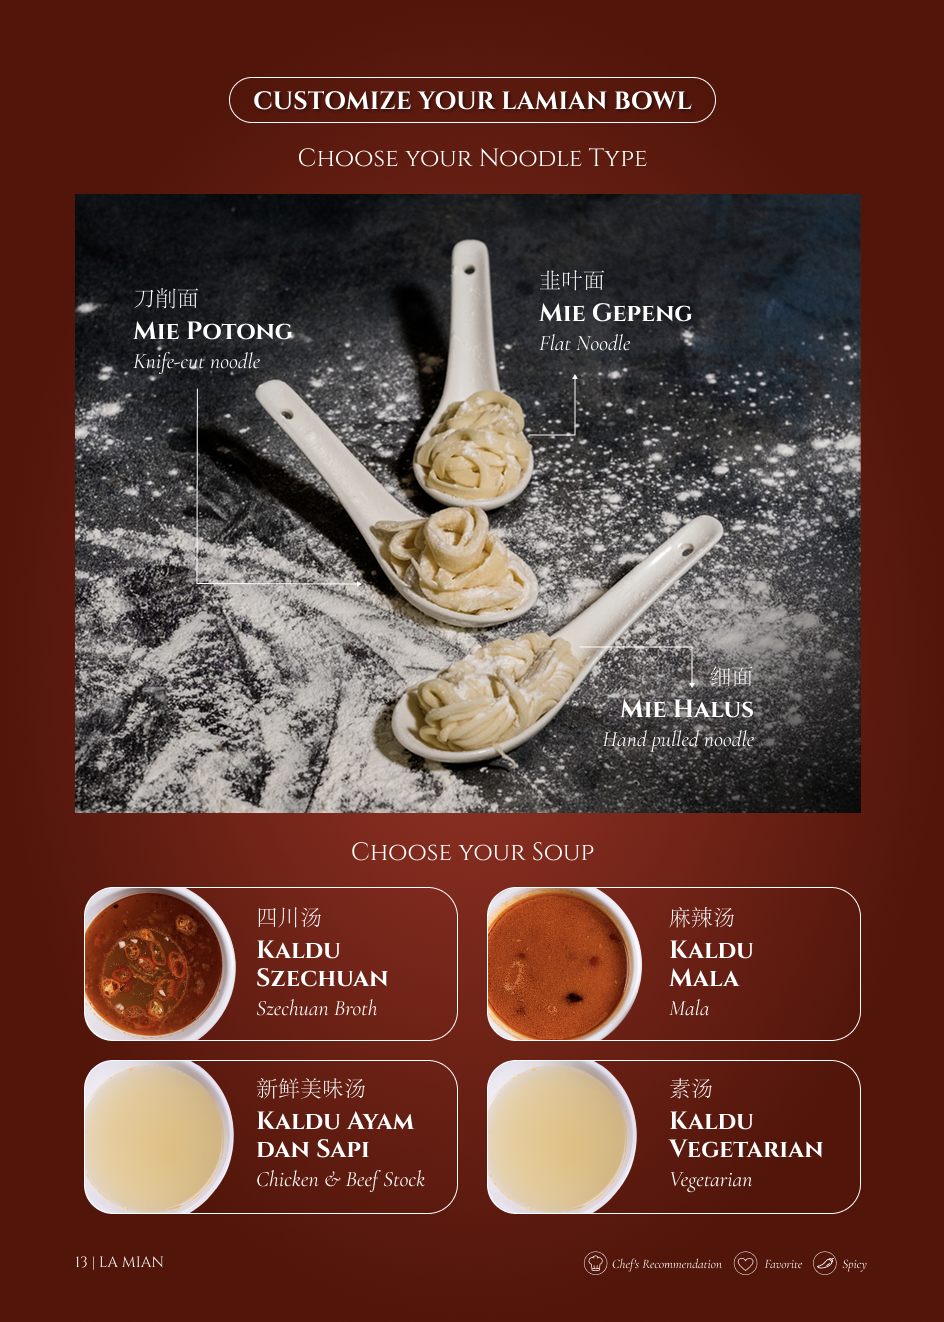 CUSTOMIZE YOUR LAMIAN BOWL
Choose your Noodle Type
刀削面
Mie Potong
Knife-cut noodle
韭叶面
Mie Gepeng
Flat Noodle
细面
Mie Halus
Hand pulled noodle
Choose your Soup
四川汤
Kaldu
Szechuan
Szechuan Broth
麻辣汤
Kaldu
Mala
Mala
新鲜美味汤
Kaldu Ayam
dan Sapi
Chicken & Beef Stock
素汤
Kaldu
Vegetarian
Vegetarian
13 | LA MIAN
Chef's Recommendation
Favorite
Spicy